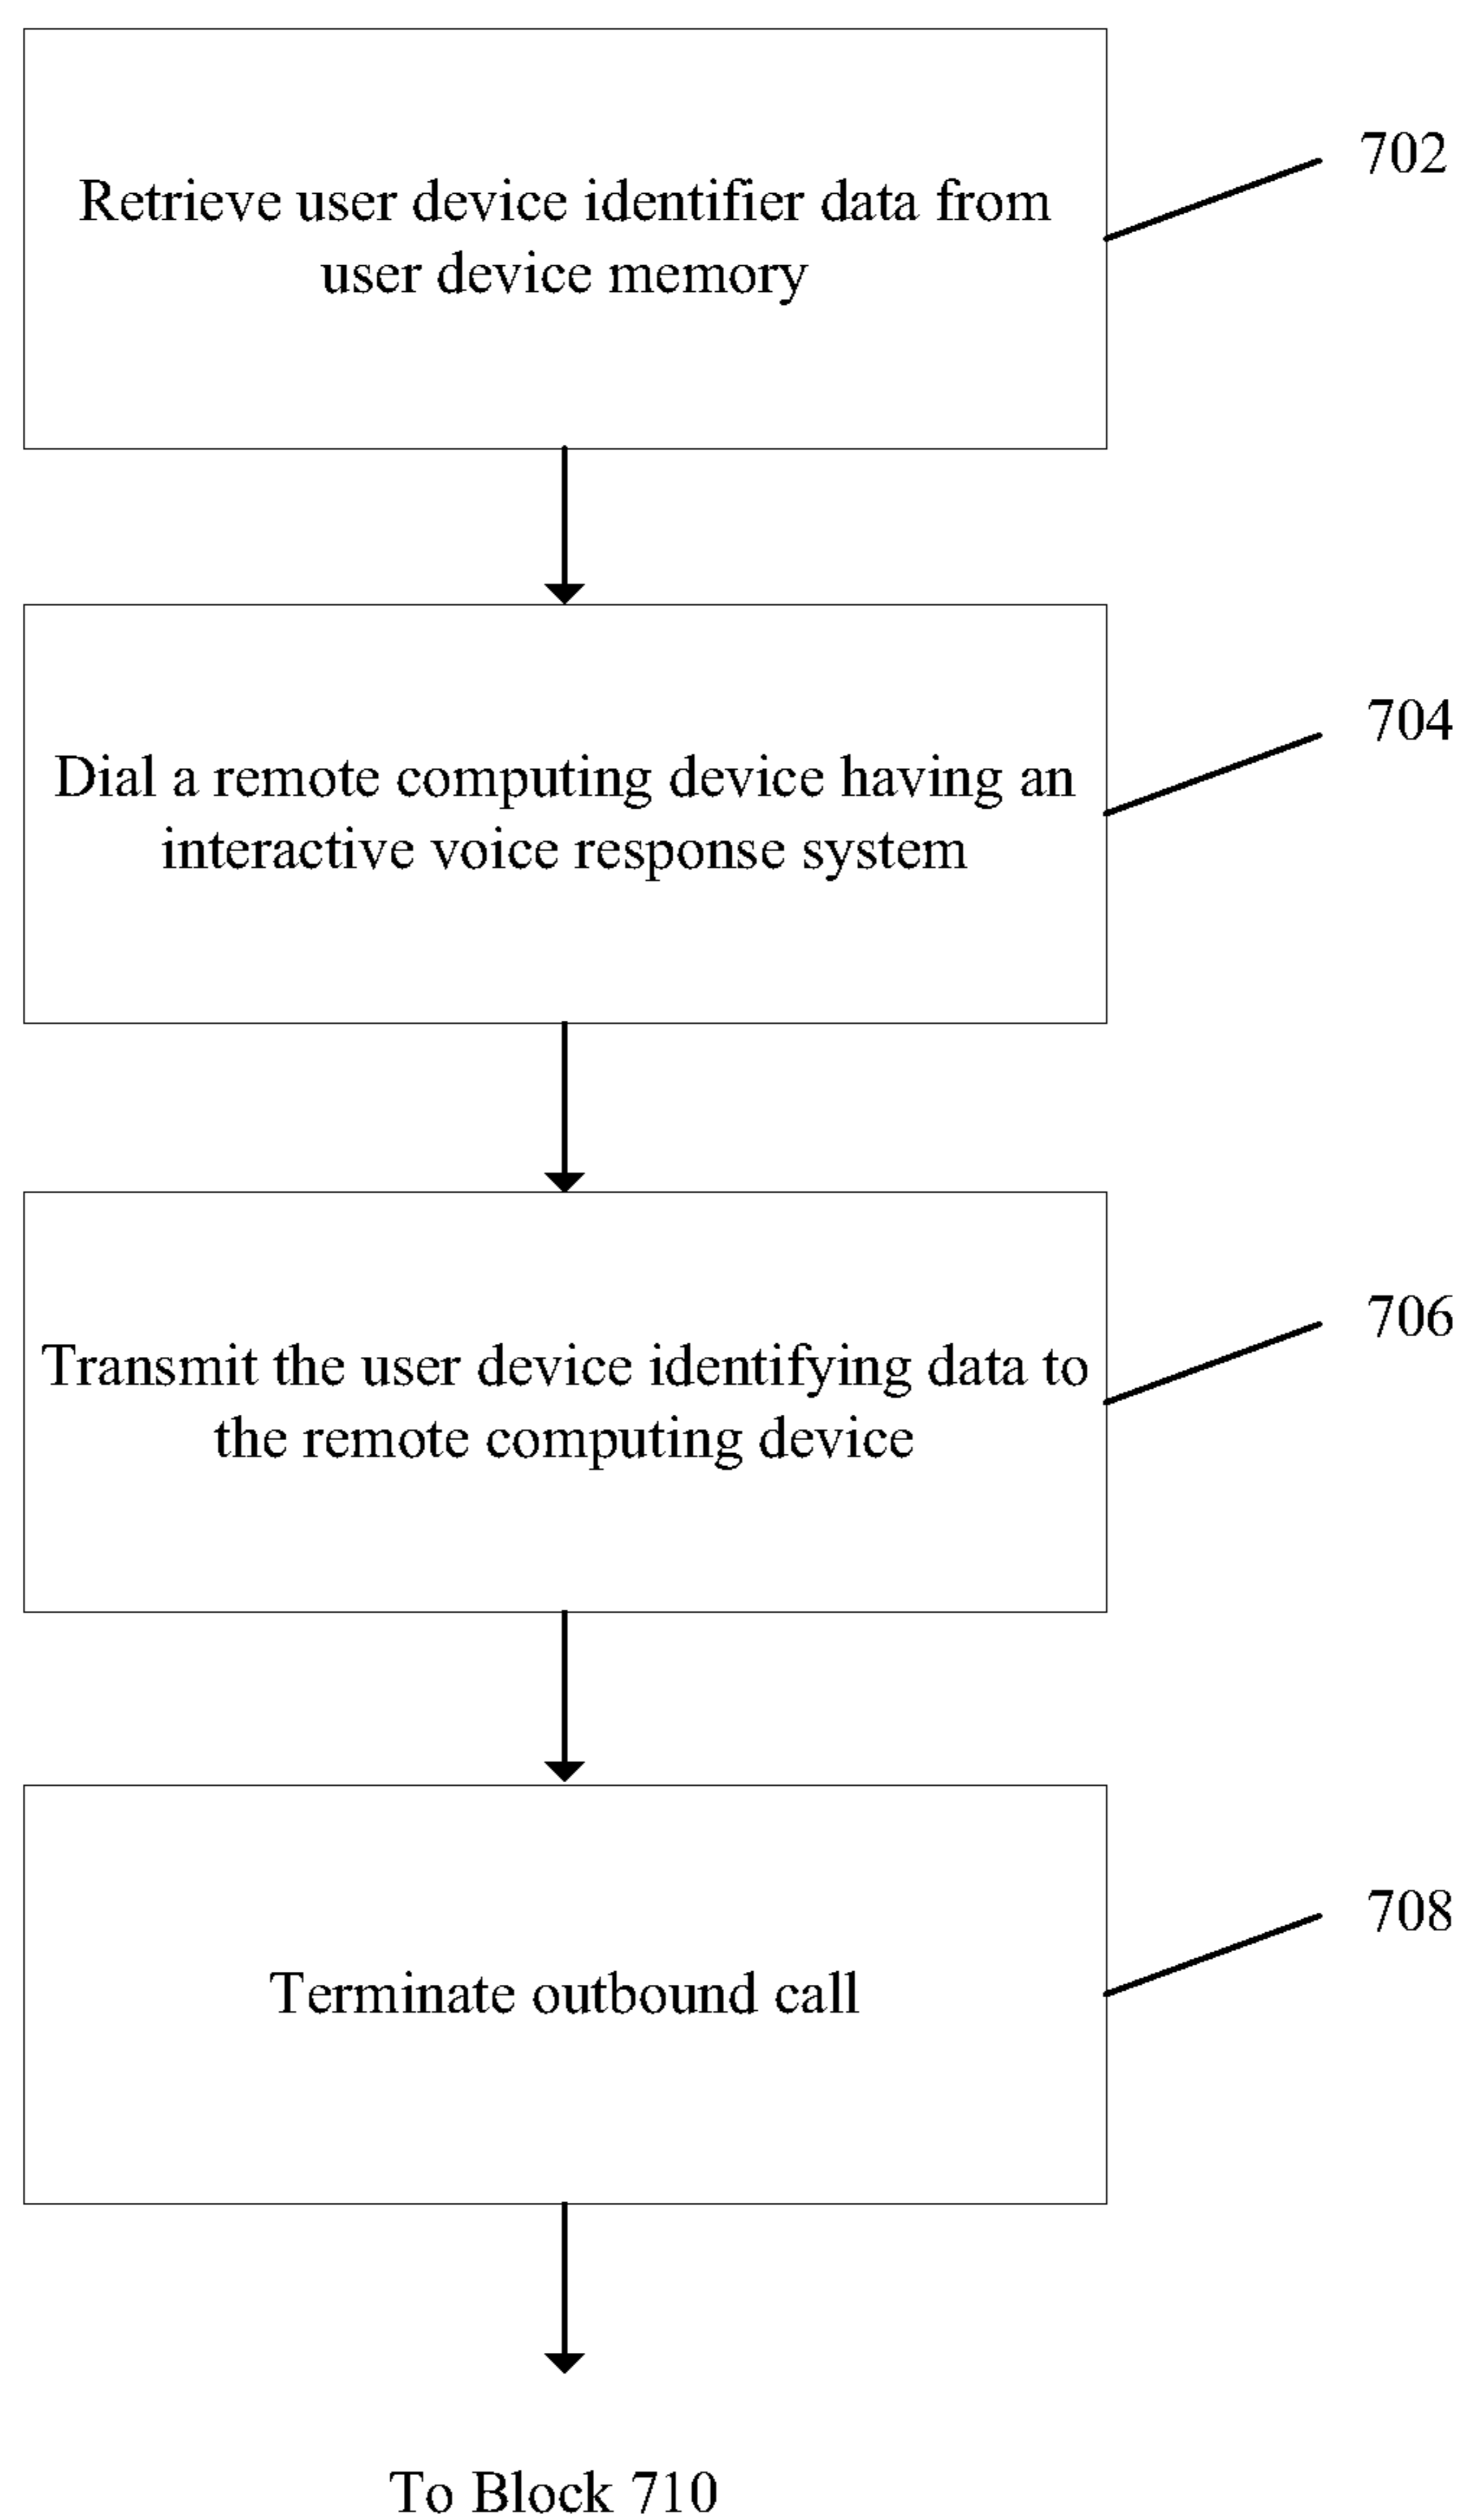 Retrieve user device identifier data from
user device memory
702
Dial a remote computing device having an
interactive voice response system
704
Transmit the user device identifying data to
the remote computing device
706
Terminate outbound call
708
To Block 710